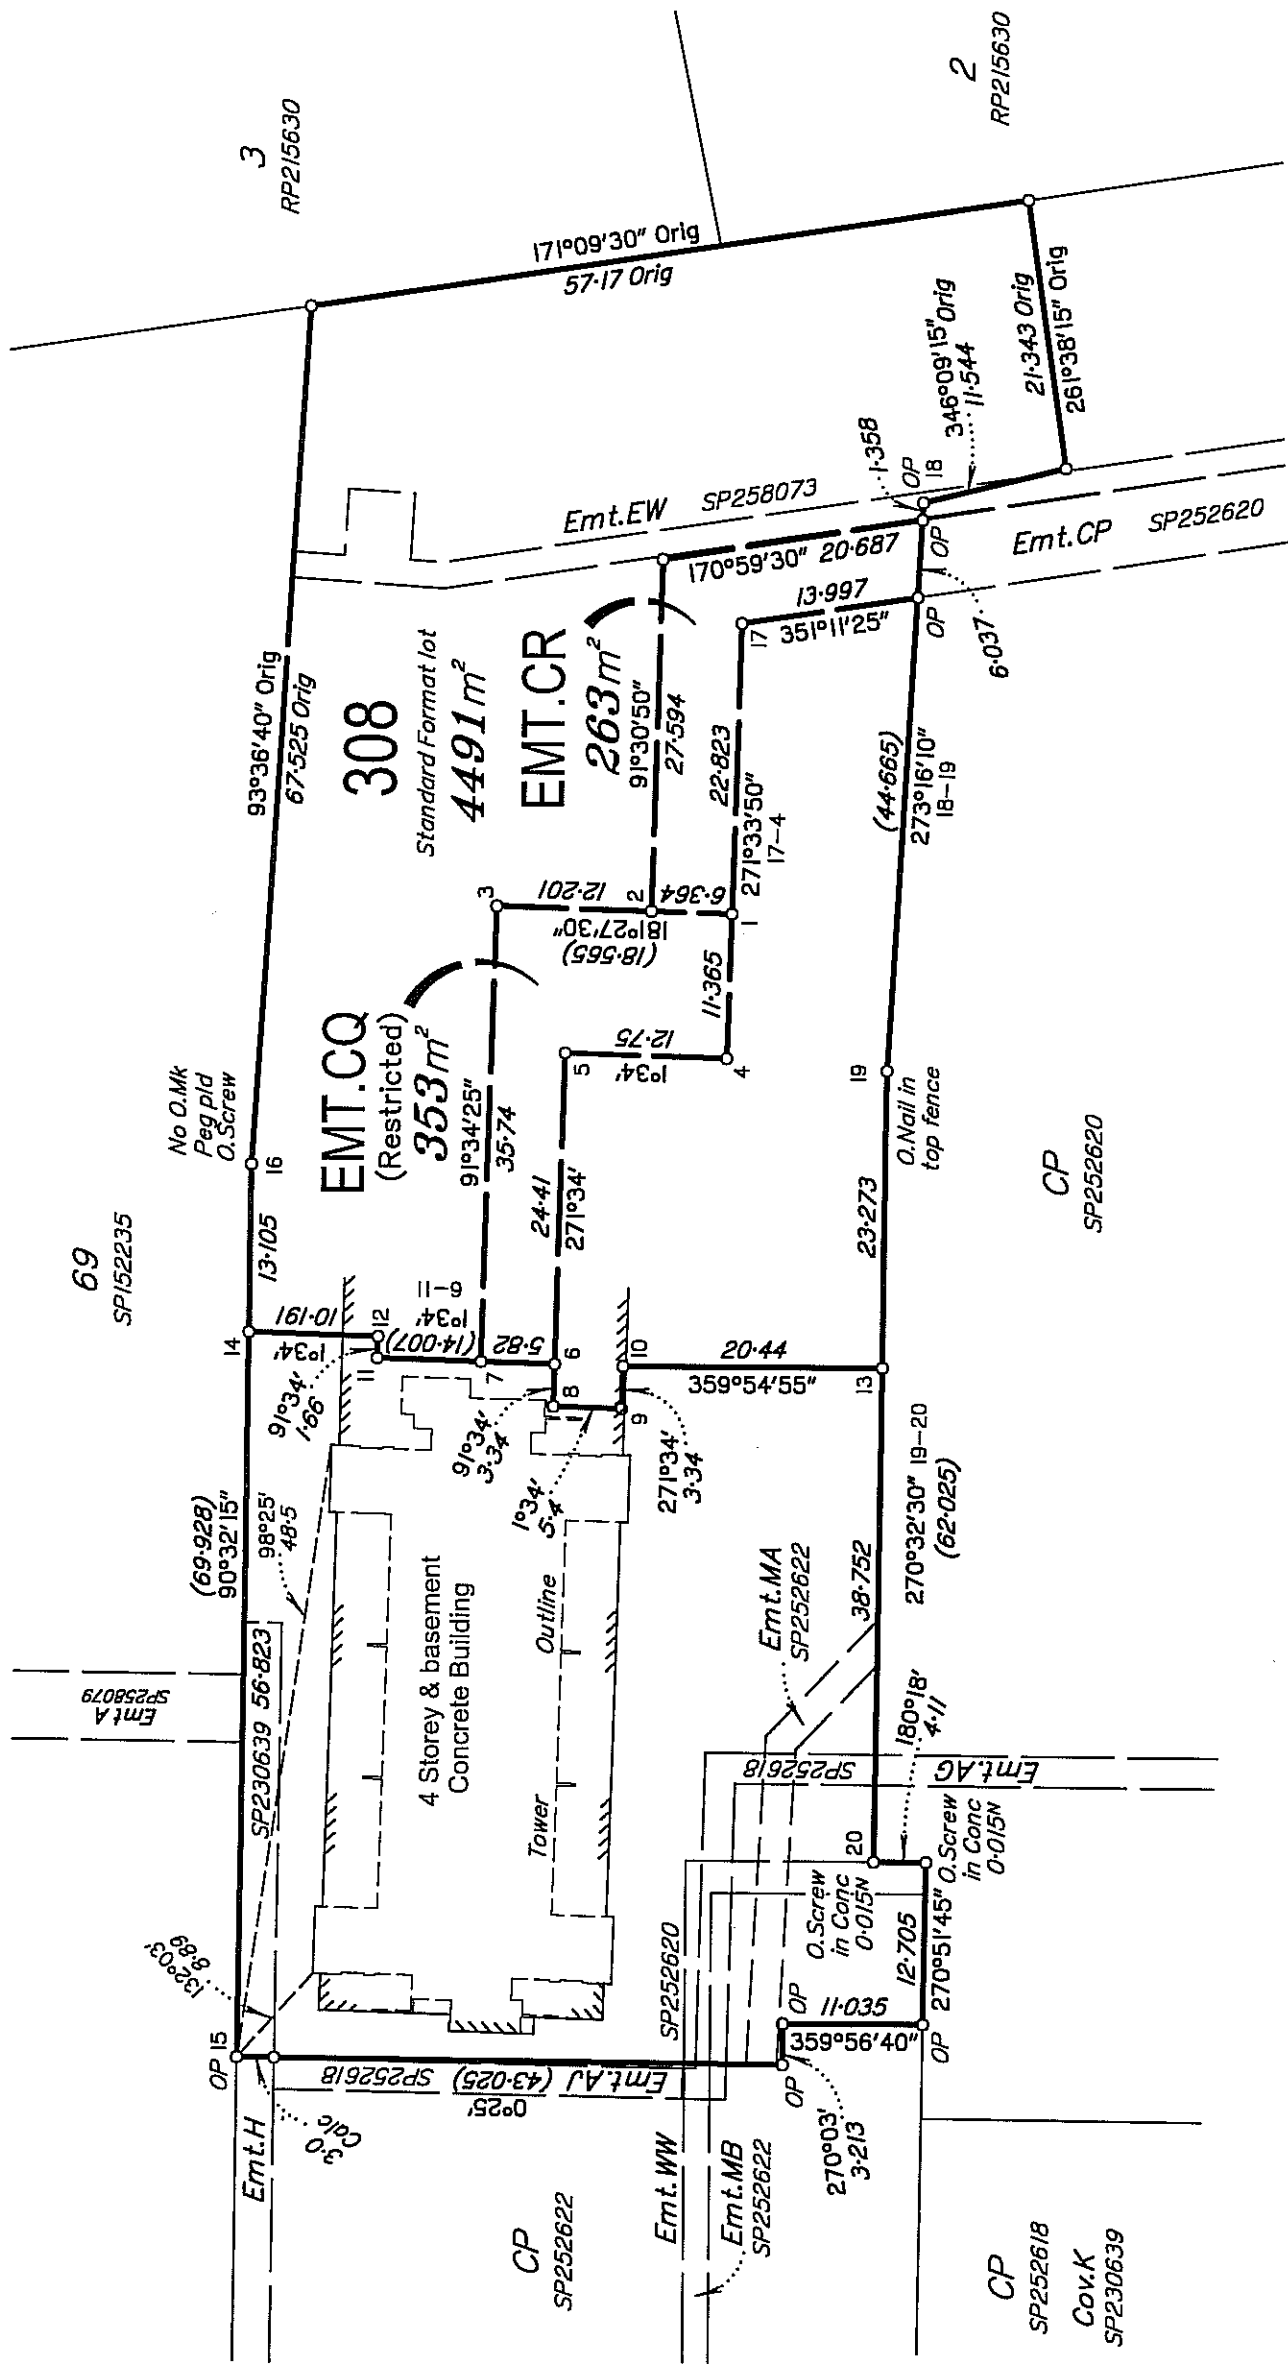 69
SP152235
3
RP215630
2
RP215630
Emt.A
SP258079
OP 15
3·0
Calc
Emt.H
132°03'
8·89
SP230639 56·823
(69·928)
90°32'15"
98°25'
48·5
14
13·105
16
No O.Mk
Peg pld
O.Screw
93°36'40" Orig
67·525 Orig
171°09'30" Orig
57·17 Orig
10·191
1°34'
91°34'
1·66
11
12
(14·007)
1°34'
6-11
7
5·82
6
8
91°34'
3·34
1°34'
5·4
9
10
271°34'
3·34
4 Storey & basement
Concrete Building
Tower
Outline
EMT.CQ
(Restricted)
353m²
91°34'25"
35·74
24·41
271°34'
5
12·75
1°34'
4
11·365
1
3
12·201
2
6·364
181°27'30"
(18·565)
308
Standard Format lot
4491m²
EMT.CR
263m²
91°30'50"
27·594
22·823
271°33'50"
17-4
17
13·997
351°11'25"
170°59'30" 20·687
Emt.EW SP258073
Emt.CP SP252620
1·358
OP
18
OP
OP
6·037
346°09'15" Orig
11·544
21·343 Orig
261°38'15" Orig
(44·665)
273°16'10"
18-19
19
O.Nail in
top fence
23·273
13
20·44
359°54'55"
38·752
270°32'30" 19-20
(62·025)
Emt.MA
SP252622
180°18'
4·11
SP252618
Emt.AG
20
O.Screw
in Conc
0·015N
O.Screw
in Conc
0·015N
12·705
270°51'45"
OP
11·035
359°56'40"
OP
OP
270°03'
3·213
SP252620
Emt.AJ (43·025) SP252618
0°25'
Emt.WW
Emt.MB
SP252622
CP
SP252622
CP
SP252620
CP
SP252618
Cov.K
SP230639